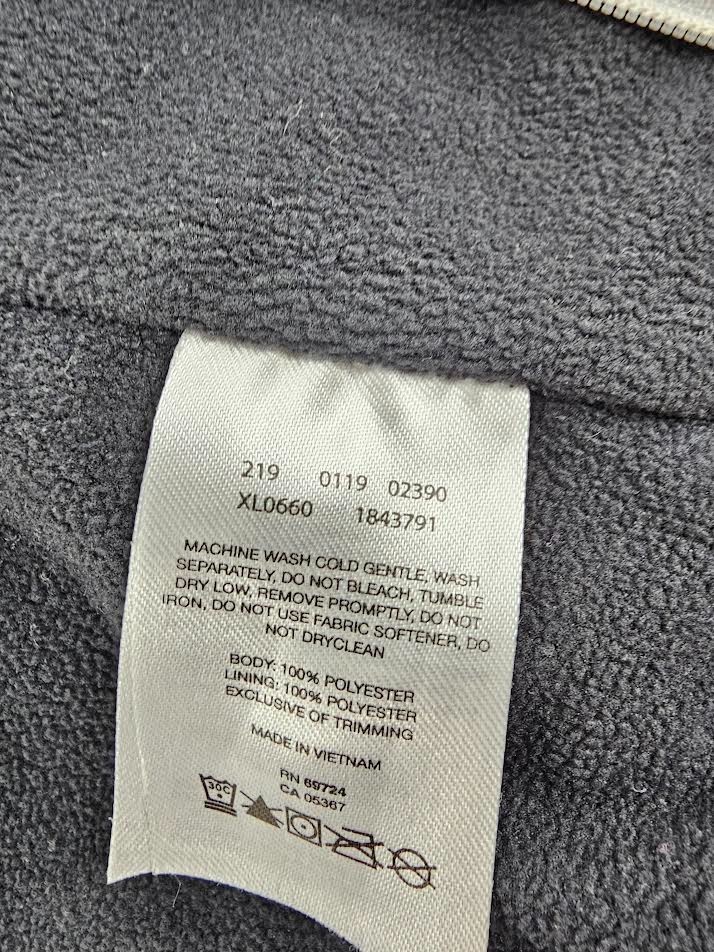 219 0119 02390
XL0660 1843791
MACHINE WASH COLD GENTLE, WASH
SEPARATELY, DO NOT BLEACH, TUMBLE
DRY LOW, REMOVE PROMPTLY, DO NOT
IRON, DO NOT USE FABRIC SOFTENER, DO
NOT DRYCLEAN
BODY: 100% POLYESTER
LINING: 100% POLYESTER
EXCLUSIVE OF TRIMMING
MADE IN VIETNAM
RN 69724
CA 05367
30C